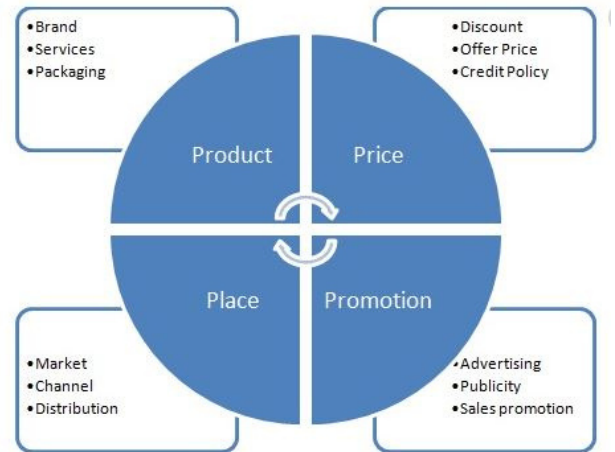 •Brand
•Services
•Packaging
•Discount
•Offer Price
•Credit Policy
Product
Price
Place
Promotion
•Market
•Channel
•Distribution
•Advertising
•Publicity
•Sales promotion